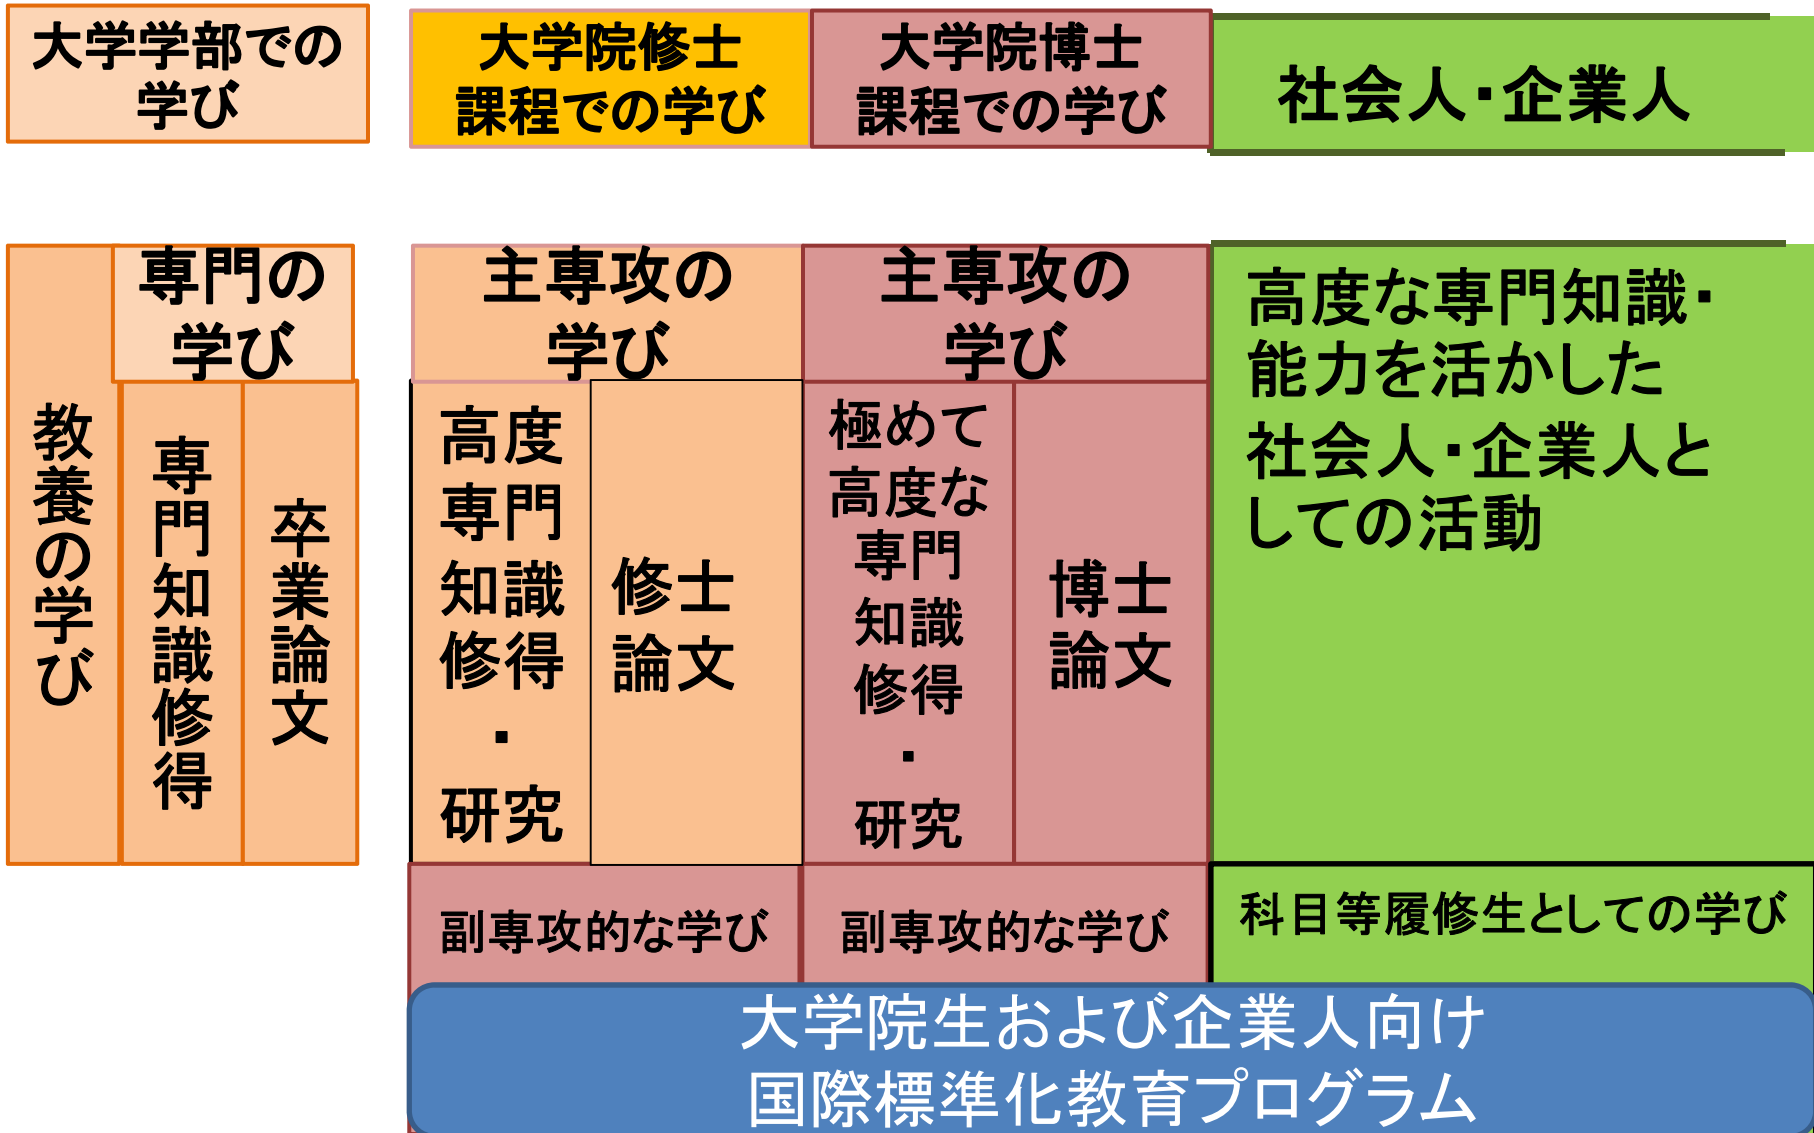 大学学部での
学び
大学院修士
課程での学び
大学院博士
課程での学び
社会人・企業人
教養の学び
専門の
学び
専門知識修得
卒業論文
主専攻の
学び
高度
専門
知識
修得
・
研究
修士
論文
主専攻の
学び
極めて
高度な
専門
知識
修得
・
研究
博士
論文
高度な専門知識・
能力を活かした
社会人・企業人と
しての活動
副専攻的な学び
副専攻的な学び
科目等履修生としての学び
大学院生および企業人向け
国際標準化教育プログラム